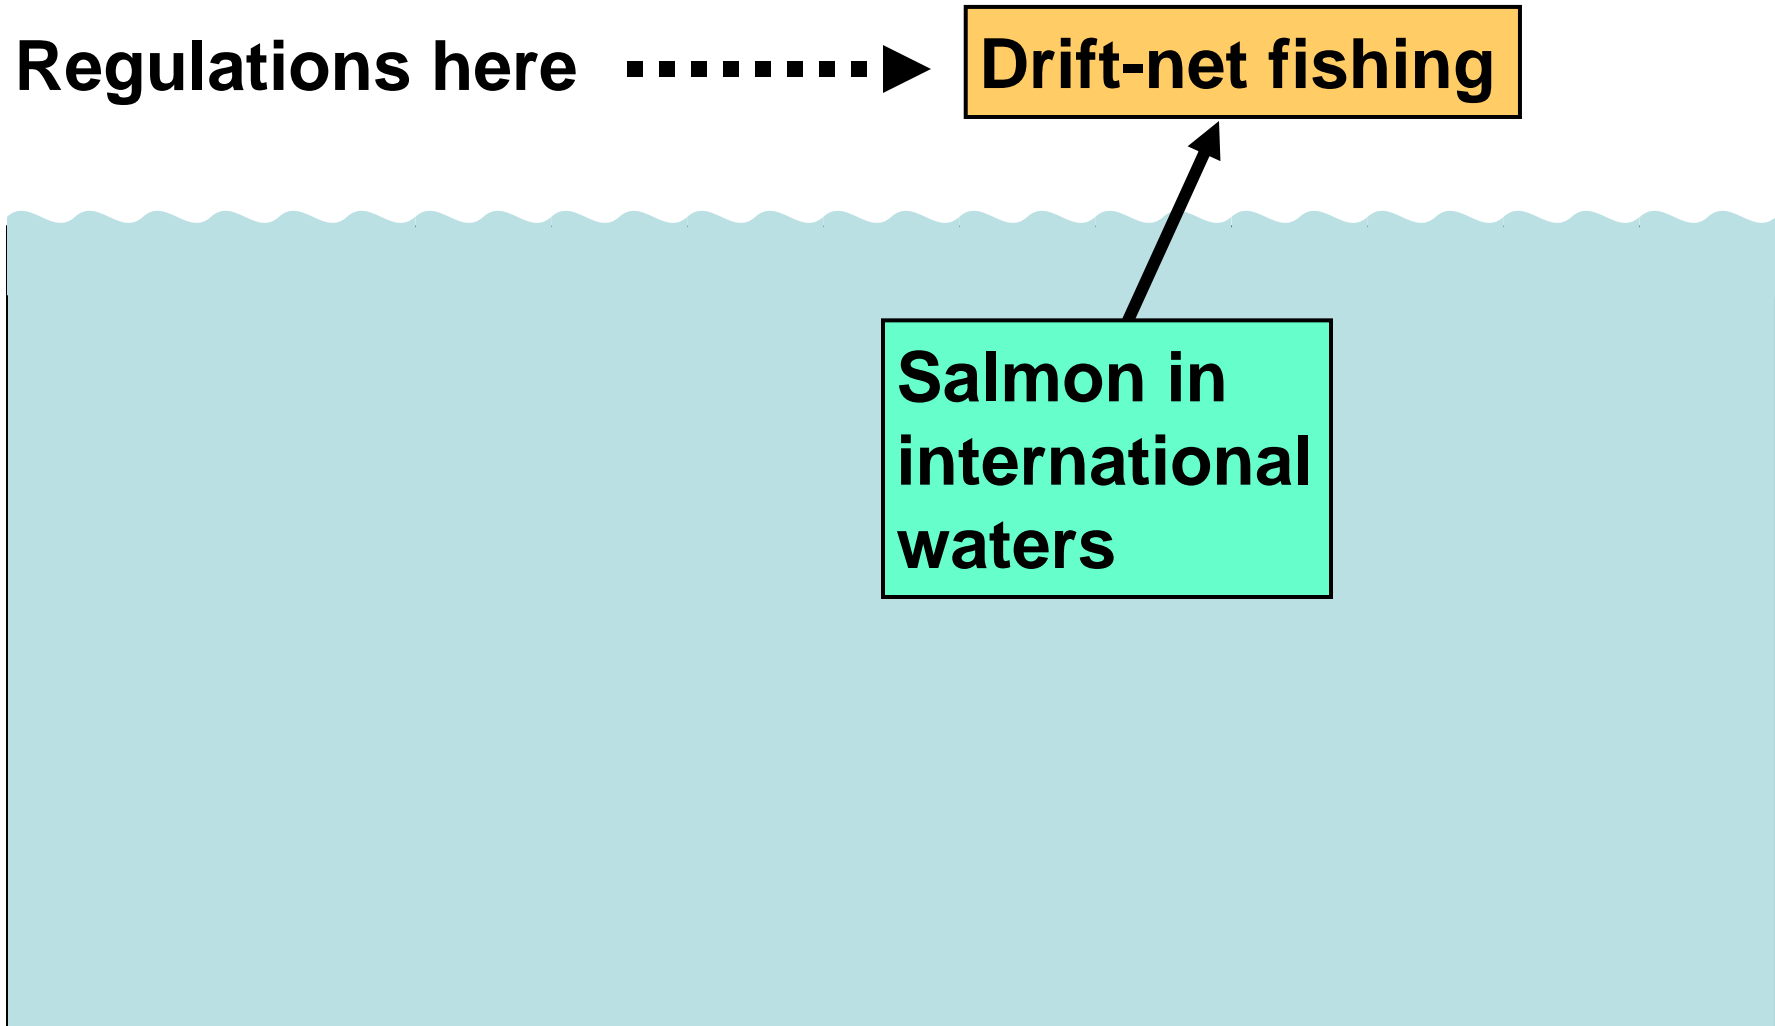 Regulations here
Drift-net fishing
Salmon in
international
waters